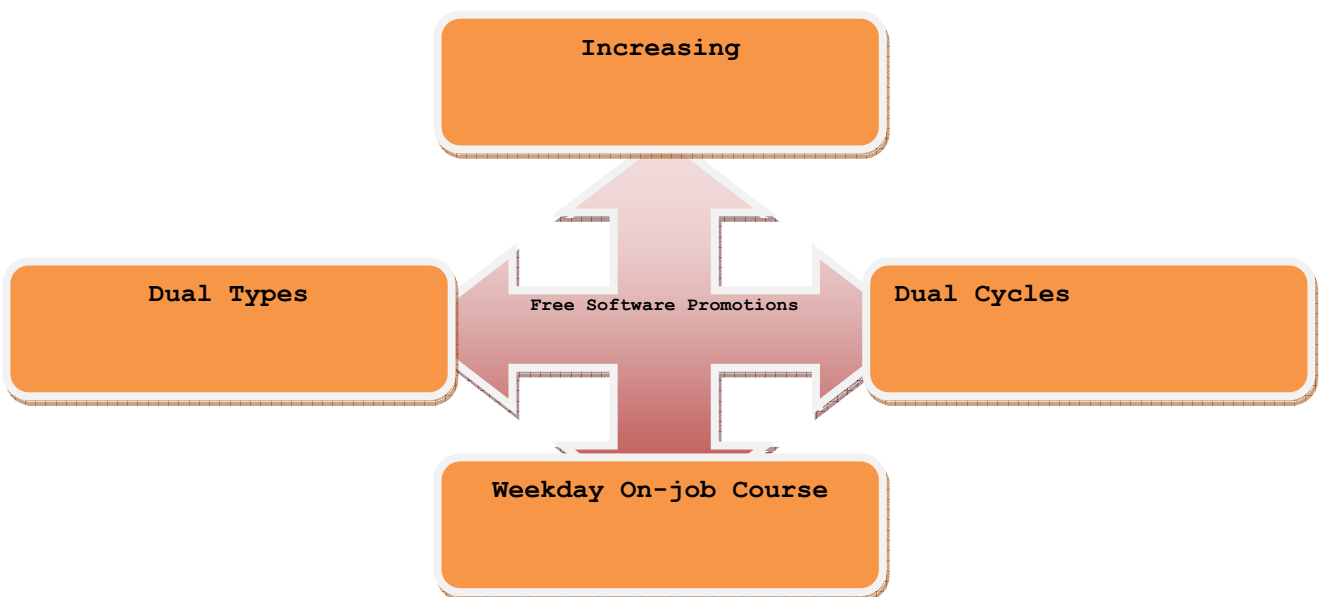 Increasing
Dual Types
Free Software Promotions
Dual Cycles
Weekday On-job Course